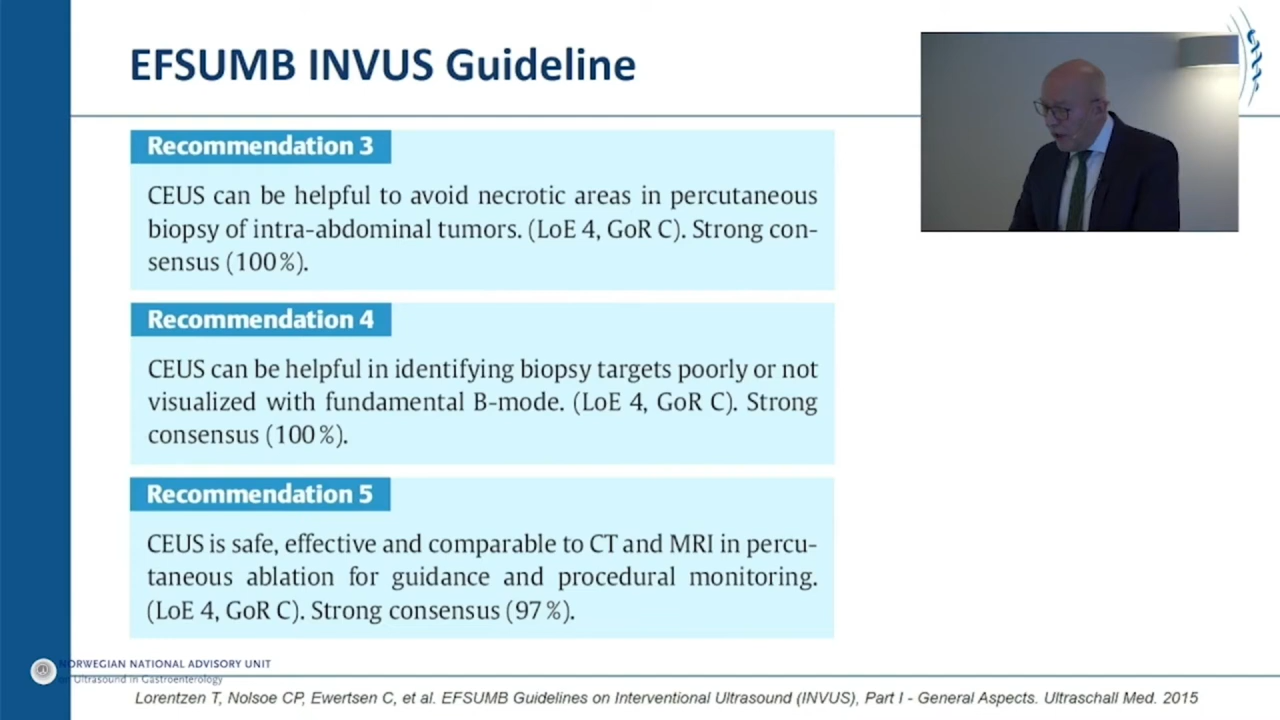 EFSUMB INVUS Guideline
Recommendation 3
CEUS can be helpful to avoid necrotic areas in percutaneous
biopsy of intra-abdominal tumors. (LoE 4, GoR C). Strong con-
sensus (100%).
Recommendation 4
CEUS can be helpful in identifying biopsy targets poorly or not
visualized with fundamental B-mode. (LoE 4, GoR C). Strong
consensus (100%).
Recommendation 5
CEUS is safe, effective and comparable to CT and MRI in percu-
taneous ablation for guidance and procedural monitoring.
(LoE 4, GoR C). Strong consensus (97%).
NORWEGIAN NATIONAL ADVISORY UNIT
on Ultrasound in Gastroenterology
Lorentzen T, Nolsoe CP, Ewertsen C, et al. EFSUMB Guidelines on Interventional Ultrasound (INVUS), Part I - General Aspects. Ultraschall Med. 2015